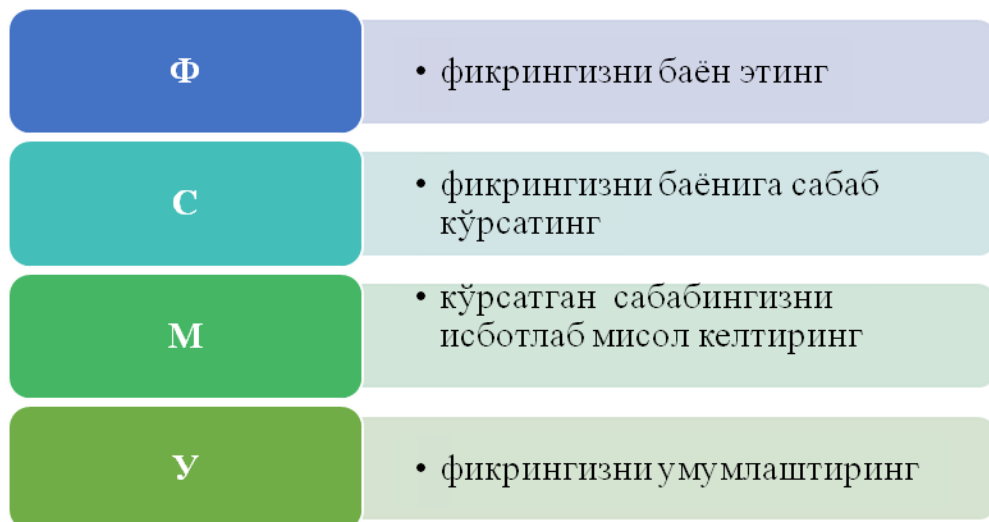 Ф
• фикрингизни баён этинг
С
• фикрингизни баёнига сабаб
кўрсатинг
М
• кўрсатган сабабингизни
исботлаб мисол келтиринг
У
• фикрингизни умумлаштиринг